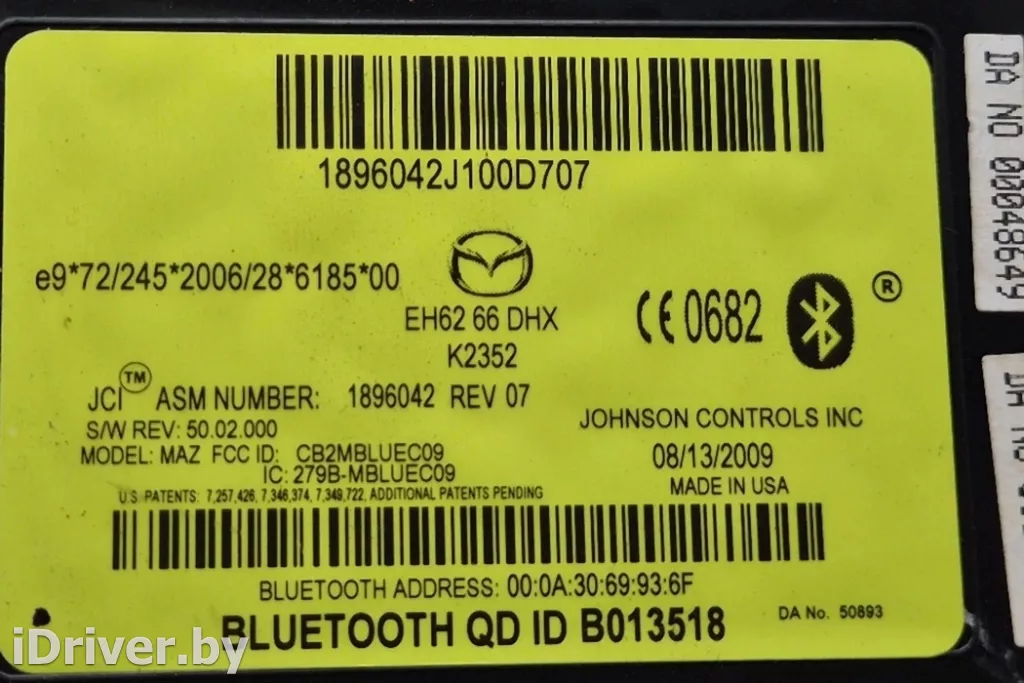 1896042J100D707
e9*72/245*2006/28*6185*00
EH62 66 DHX
K2352
CE 0682
®
JCI™ ASM NUMBER: 1896042 REV 07
S/W REV: 50.02.000
MODEL: MAZ FCC ID: CB2MBLUEC09
IC: 279B-MBLUEC09
U.S. PATENTS: 7,257,426, 7,346,374, 7,349,722, ADDITIONAL PATENTS PENDING
JOHNSON CONTROLS INC
08/13/2009
MADE IN USA
BLUETOOTH ADDRESS: 00:0A:30:69:93:6F
BLUETOOTH QD ID B013518
DA No. 50893
DA NO 00048649
DA NO
iDriver.by